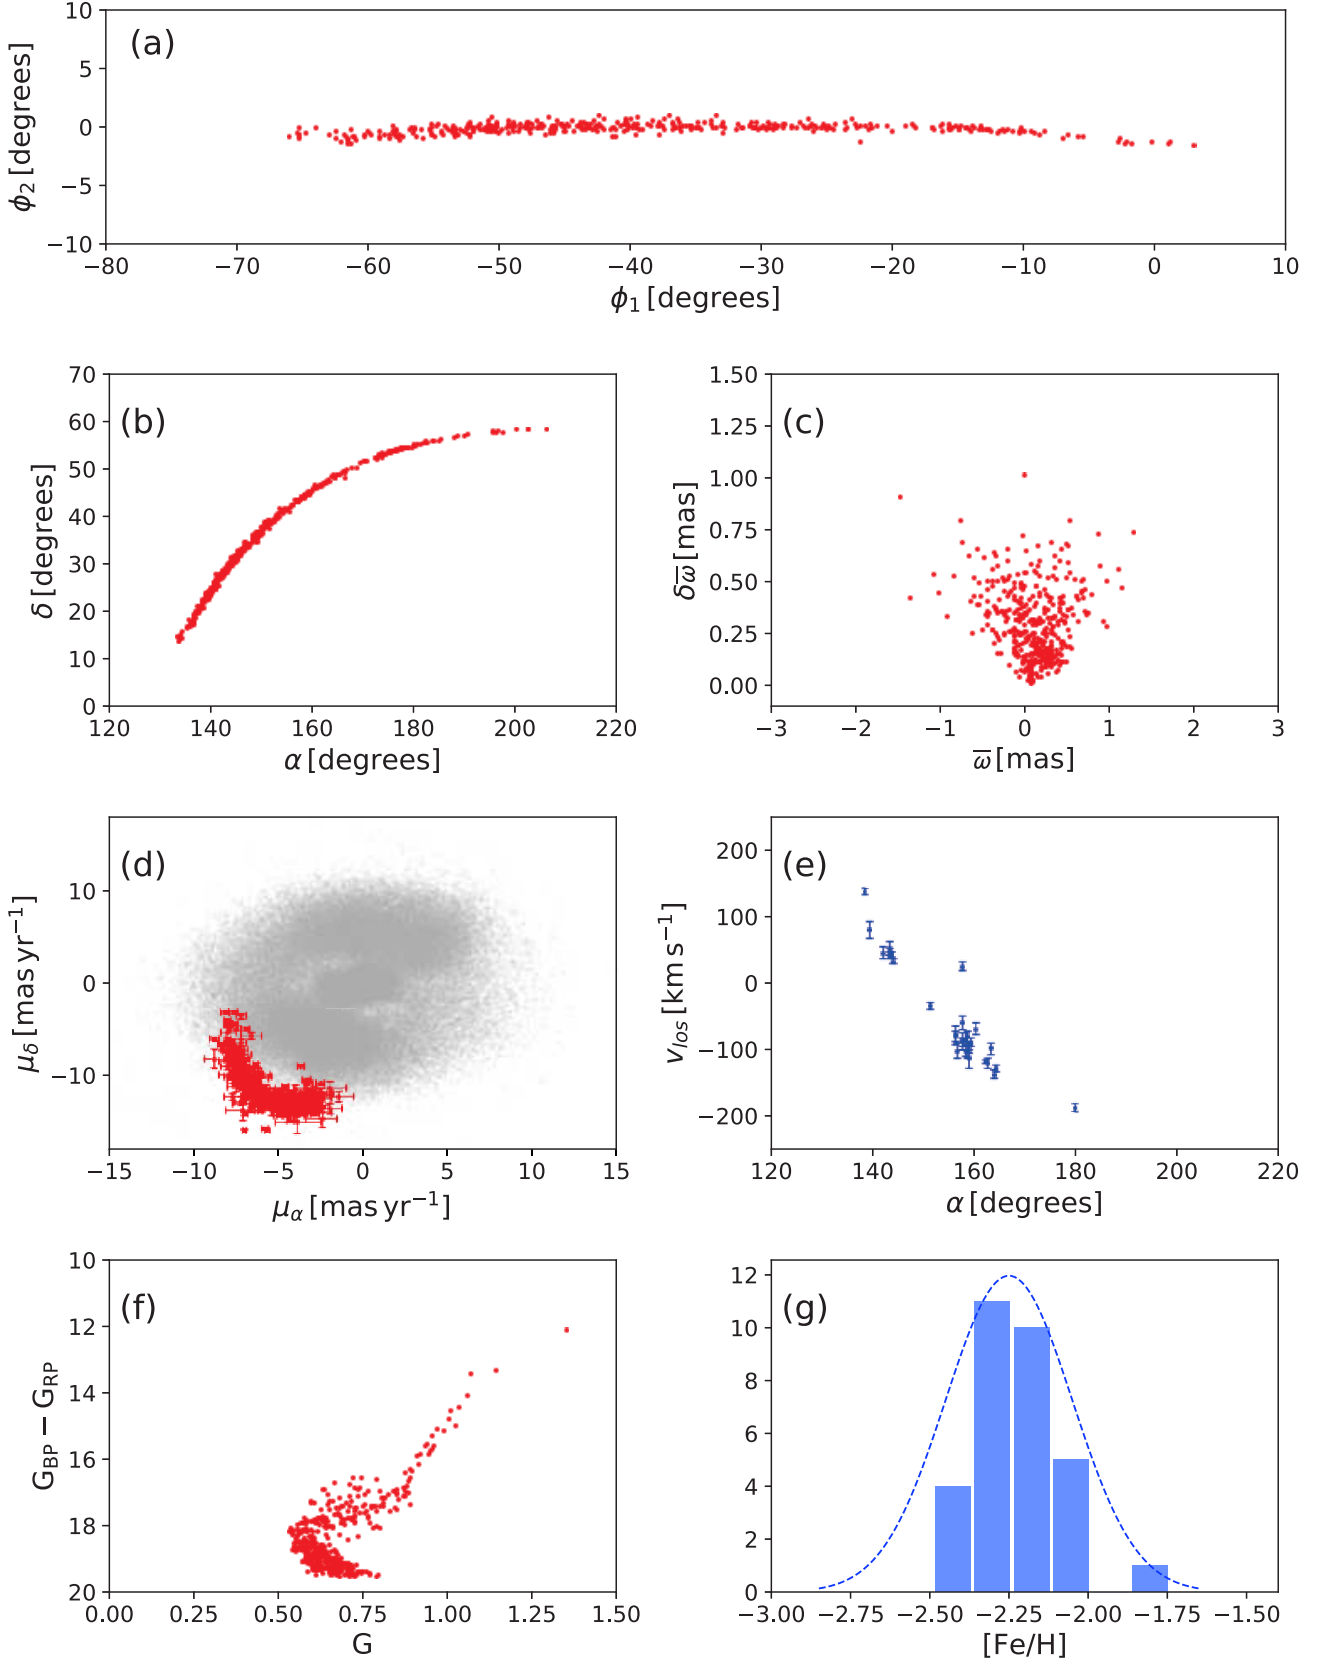 (a)
10
5
0
−5
−10
ϕ₂ [degrees]
−80 −70 −60 −50 −40 −30 −20 −10 0 10
ϕ₁ [degrees]
(b)
70
60
50
40
30
20
10
0
δ [degrees]
120 140 160 180 200 220
α [degrees]
(c)
1.50
1.25
1.00
0.75
0.50
0.25
0.00
δϖ̅ [mas]
−3 −2 −1 0 1 2 3
ϖ̅ [mas]
(d)
10
0
−10
μ_δ [mas yr⁻¹]
−15 −10 −5 0 5 10 15
μ_α [mas yr⁻¹]
(e)
200
100
0
−100
−200
v_los [km s⁻¹]
120 140 160 180 200 220
α [degrees]
(f)
10
12
14
16
18
20
G_BP − G_RP
0.00 0.25 0.50 0.75 1.00 1.25 1.50
G
(g)
12
10
8
6
4
2
0
−3.00 −2.75 −2.50 −2.25 −2.00 −1.75 −1.50
[Fe/H]